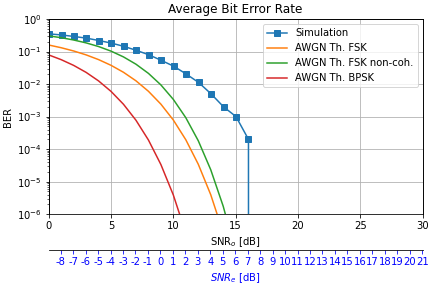 Average Bit Error Rate
10^0
10^-1
10^-2
10^-3
10^-4
10^-5
10^-6
BER
Simulation
AWGN Th. FSK
AWGN Th. FSK non-coh.
AWGN Th. BPSK
0 5 10 15 20 25 30
SNR_o [dB]
-8 -7 -6 -5 -4 -3 -2 -1 0 1 2 3 4 5 6 7 8 9 10 11 12 13 14 15 16 17 18 19 20 21
SNR_e [dB]